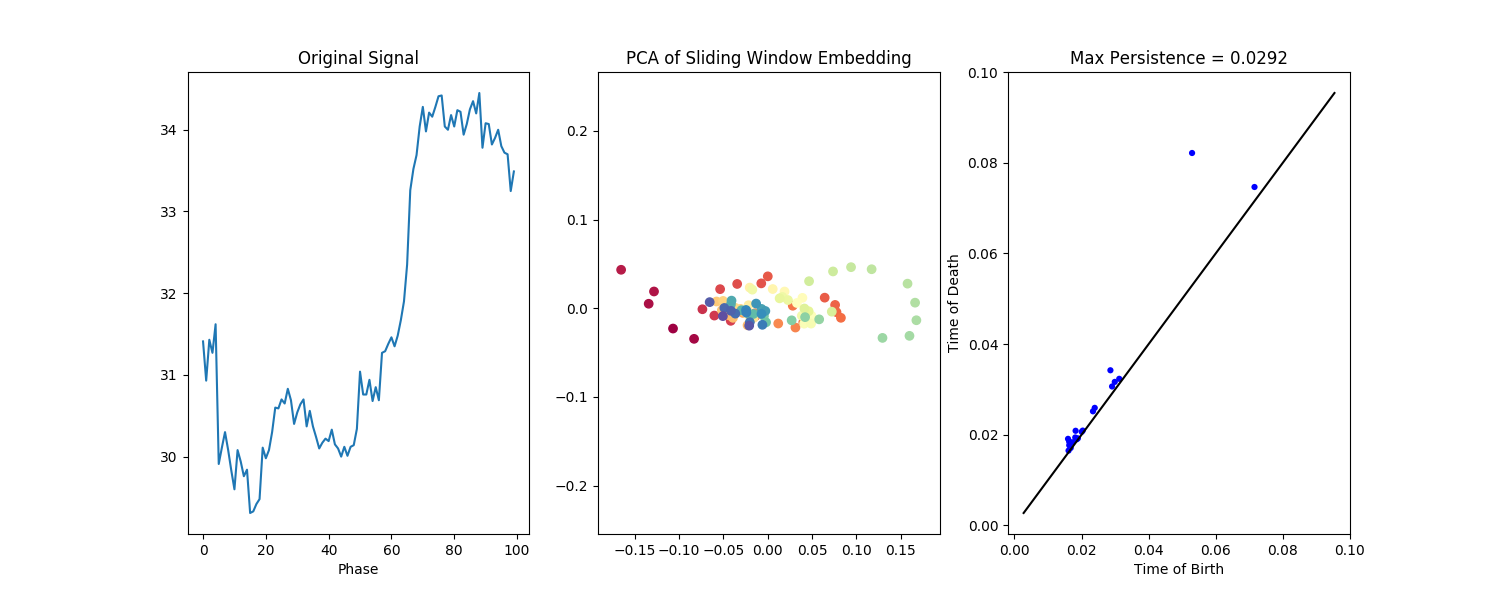 Original Signal
34
33
32
31
30
0 20 40 60 80 100
Phase
PCA of Sliding Window Embedding
0.2
0.1
0.0
−0.1
−0.2
−0.15 −0.10 −0.05 0.00 0.05 0.10 0.15
Max Persistence = 0.0292
Time of Death
0.10
0.08
0.06
0.04
0.02
0.00
0.00 0.02 0.04 0.06 0.08 0.10
Time of Birth